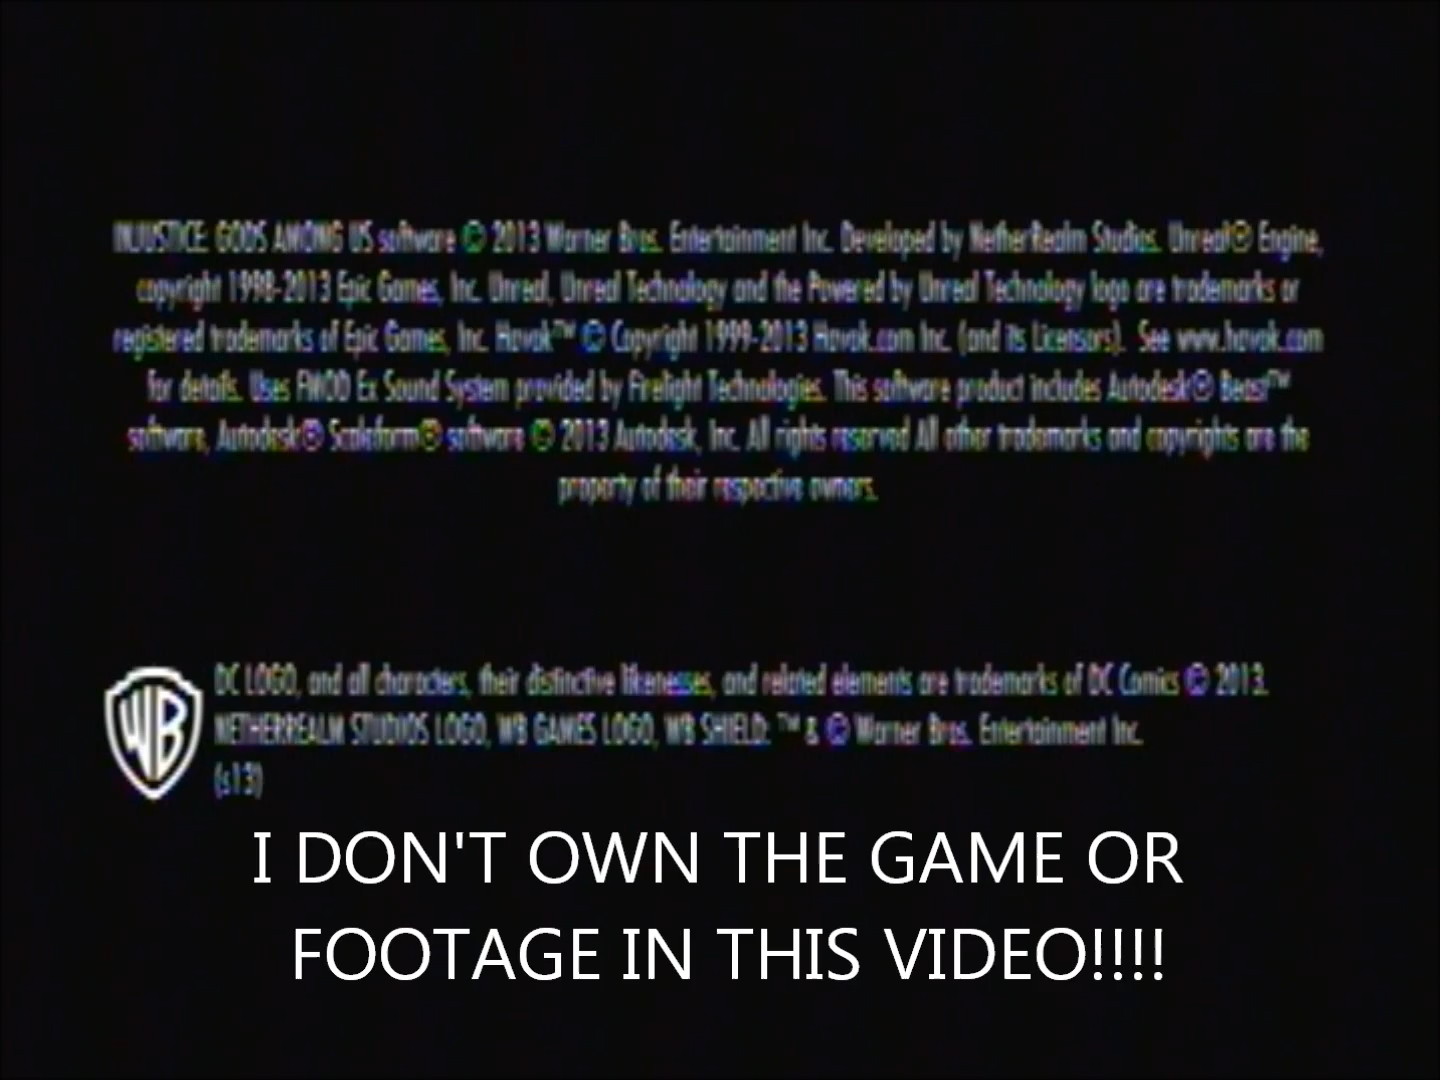 INJUSTICE: GODS AMONG US software © 2013 Warner Bros. Entertainment Inc. Developed by NetherRealm Studios. Unreal® Engine,
copyright 1998-2013 Epic Games, Inc. Unreal, Unreal Technology and the Powered by Unreal Technology logo are trademarks or
registered trademarks of Epic Games, Inc. Havok™ © Copyright 1999-2013 Havok.com Inc. (and its Licensors). See www.havok.com
for details. Uses FMOD Ex Sound System provided by Firelight Technologies. This software product includes Autodesk® Beast™
software, Autodesk® Scaleform® software © 2013 Autodesk, Inc. All rights reserved All other trademarks and copyrights are the
property of their respective owners.
WB
DC LOGO, and all characters, their distinctive likenesses, and related elements are trademarks of DC Comics © 2013.
NETHERREALM STUDIOS LOGO, WB GAMES LOGO, WB SHIELD: ™ & © Warner Bros. Entertainment Inc.
(s13)
I DON'T OWN THE GAME OR
FOOTAGE IN THIS VIDEO!!!!